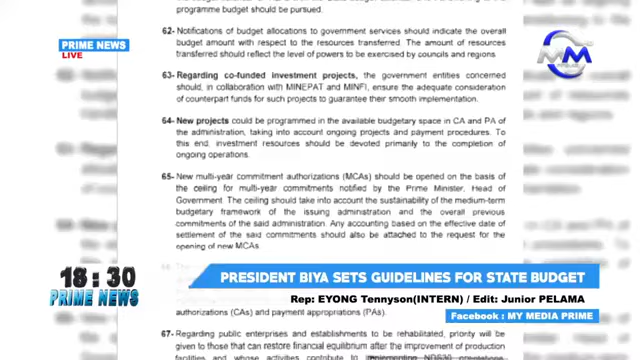 programme budget should be pursued.
62- Notifications of budget allocations to government services should indicate the overall
budget amount with respect to the resources transferred. The amount of resources
transferred should reflect the level of powers to be exercised by councils and regions.
63- Regarding co-funded investment projects, the government entities concerned
should, in collaboration with MINEPAT and MINFI, ensure the adequate consideration
of counterpart funds for such projects to guarantee their smooth implementation.
64- New projects could be programmed in the available budgetary space in CA and PA of
the administration, taking into account ongoing projects and payment procedures. To
this end, investment resources should be devoted primarily to the completion of
ongoing operations.
65- New multi-year commitment authorizations (MCAs) should be opened on the basis of
the ceiling for multi-year commitments notified by the Prime Minister, Head of
Government. The ceiling should take into account the sustainability of the medium-term
budgetary framework of the issuing administration and the overall previous
commitments of the said administration. Any accounting based on the effective date of
settlement of the said commitments should also be attached to the request for the
opening of new MCAs.
authorizations (CAs) and payment appropriations (PAs).
67- Regarding public enterprises and establishments to be rehabilitated, priority will be
given to those that can restore financial equilibrium after the improvement of production
facilities and whose activities contribute to implementing NDS30
PRIME NEWS
LIVE
MM
PRIME
18:30
PRIME NEWS
PRESIDENT BIYA SETS GUIDELINES FOR STATE BUDGET
Rep: EYONG Tennyson(INTERN) / Edit: Junior PELAMA
Facebook : MY MEDIA PRIME